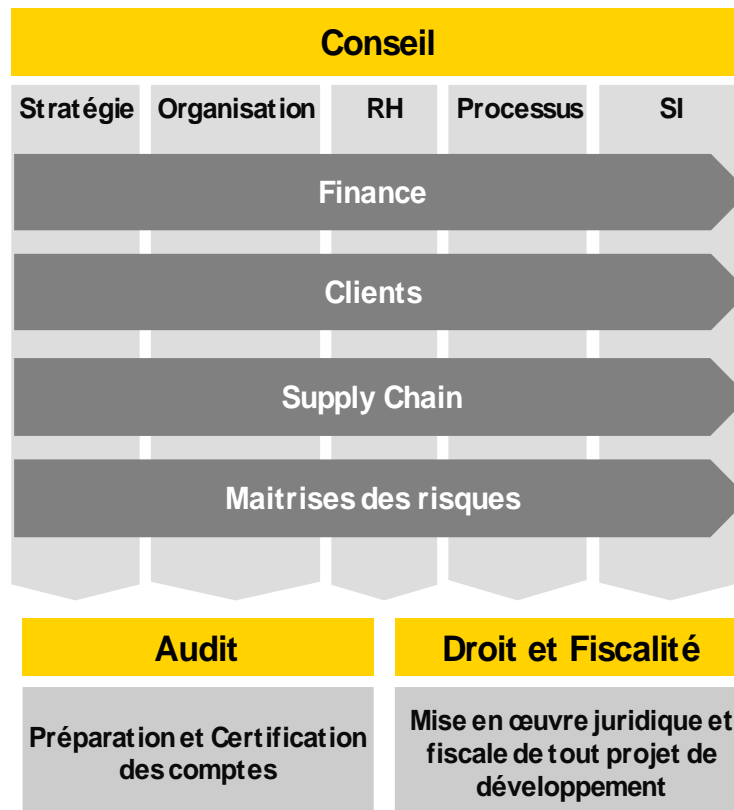 Conseil
Stratégie Organisation RH Processus SI
Finance
Clients
Supply Chain
Maitrises des risques
Audit
Droit et Fiscalité
Préparation et Certification
des comptes
Mise en œuvre juridique et
fiscale de tout projet de
développement